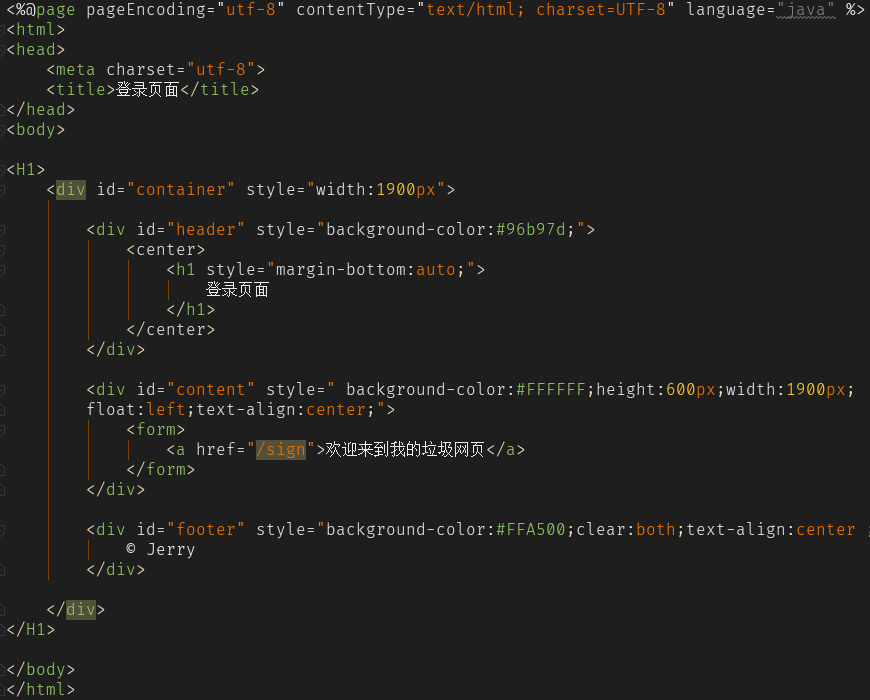 <%@page pageEncoding="utf-8" contentType="text/html; charset=UTF-8" language="java" %>
<html>
<head>
    <meta charset="utf-8">
    <title>登录页面</title>
</head>
<body>
<H1>
    <div id="container" style="width:1900px">
        <div id="header" style="background-color:#96b97d;">
            <center>
                <h1 style="margin-bottom:auto;">
                    登录页面
                </h1>
            </center>
        </div>
        <div id="content" style=" background-color:#FFFFFF;height:600px;width:1900px;
        float:left;text-align:center;">
            <form>
                <a href="/sign">欢迎来到我的垃圾网页</a>
            </form>
        </div>
        <div id="footer" style="background-color:#FFA500;clear:both;text-align:center ;
            © Jerry
        </div>
    </div>
</H1>
</body>
</html>